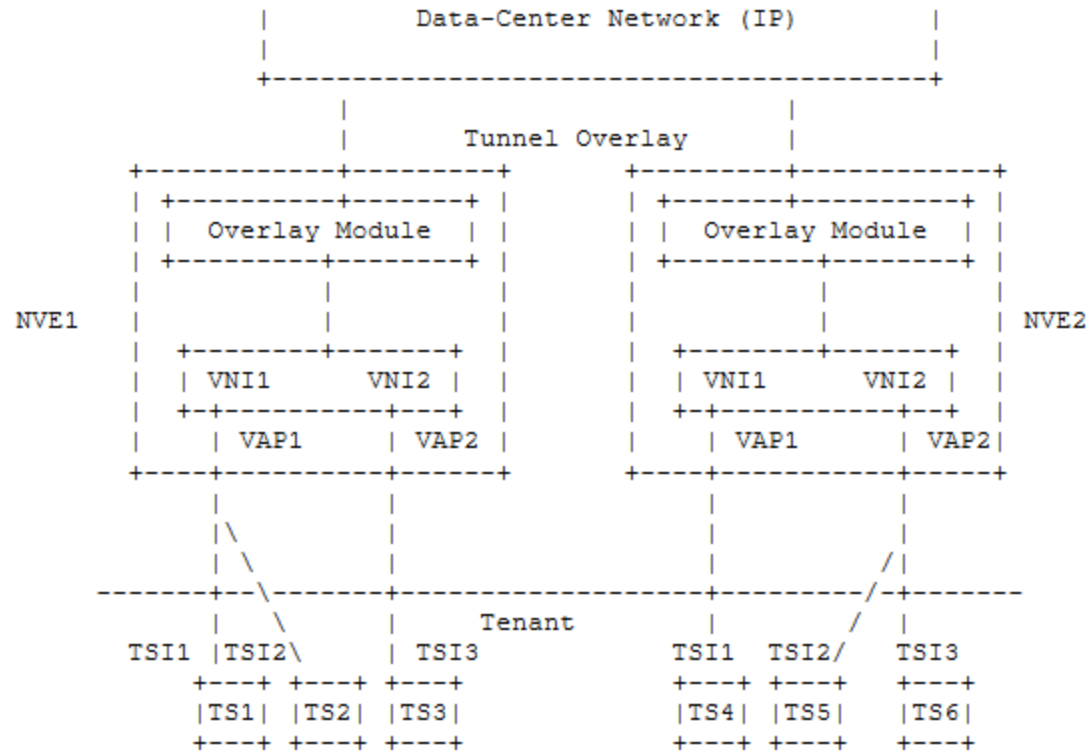 Data-Center Network (IP)
Tunnel Overlay
Overlay Module Overlay Module
NVE1 NVE2
VNI1 VNI2 VNI1 VNI2
VAP1 VAP2 VAP1 VAP2
Tenant
TSI1 TSI2 TSI3 TSI1 TSI2 TSI3
TS1 TS2 TS3 TS4 TS5 TS6